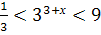 1/3 < 3^{3+x} < 9